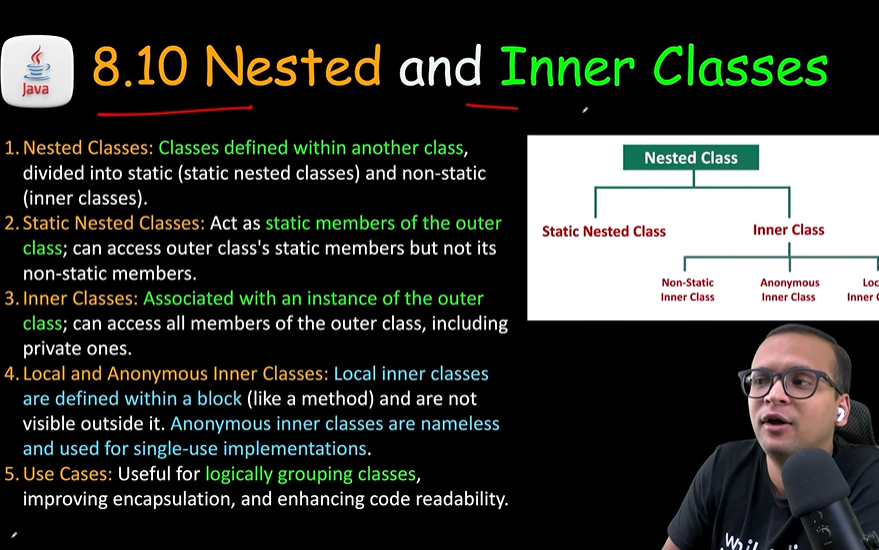 Java
8.10 Nested and Inner Classes
1. Nested Classes: Classes defined within another class,
divided into static (static nested classes) and non-static
(inner classes).
2. Static Nested Classes: Act as static members of the outer
class; can access outer class's static members but not its
non-static members.
3. Inner Classes: Associated with an instance of the outer
class; can access all members of the outer class, including
private ones.
4. Local and Anonymous Inner Classes: Local inner classes
are defined within a block (like a method) and are not
visible outside it. Anonymous inner classes are nameless
and used for single-use implementations.
5. Use Cases: Useful for logically grouping classes,
improving encapsulation, and enhancing code readability.
Nested Class
Static Nested Class
Inner Class
Non-Static
Inner Class
Anonymous
Inner Class
Inner